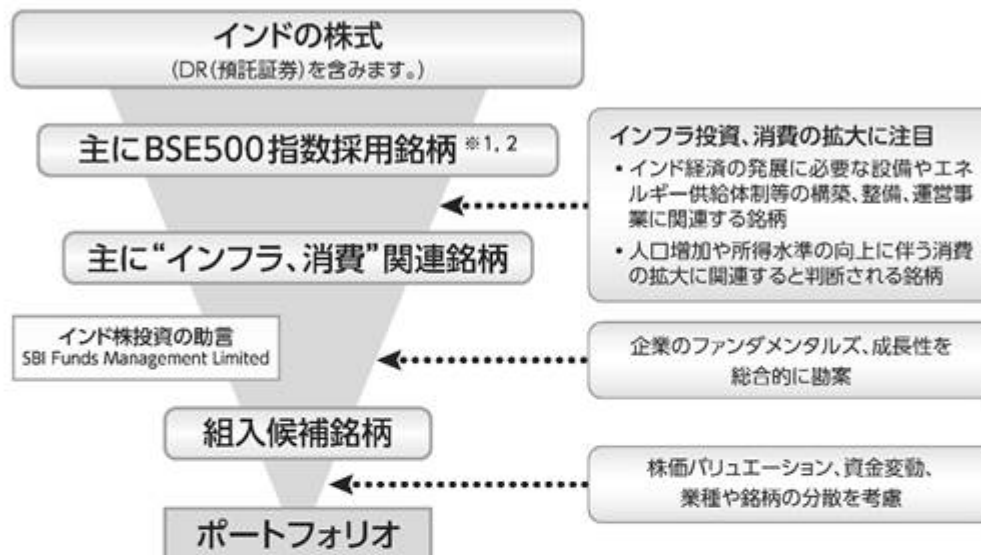 インドの株式
(DR(預託証券)を含みます。)
主にBSE500指数採用銘柄 ※1, 2
インフラ投資、消費の拡大に注目
・インド経済の発展に必要な設備やエネ
ルギー供給体制等の構築、整備、運営事
業に関連する銘柄
・人口増加や所得水準の向上に伴う消費
の拡大に関連すると判断される銘柄
主に“インフラ、消費”関連銘柄
インド株投資の助言
SBI Funds Management Limited
企業のファンダメンタルズ、成長性を
総合的に勘案
組入候補銘柄
株価バリュエーション、資金変動、
業種や銘柄の分散を考慮
ポートフォリオ